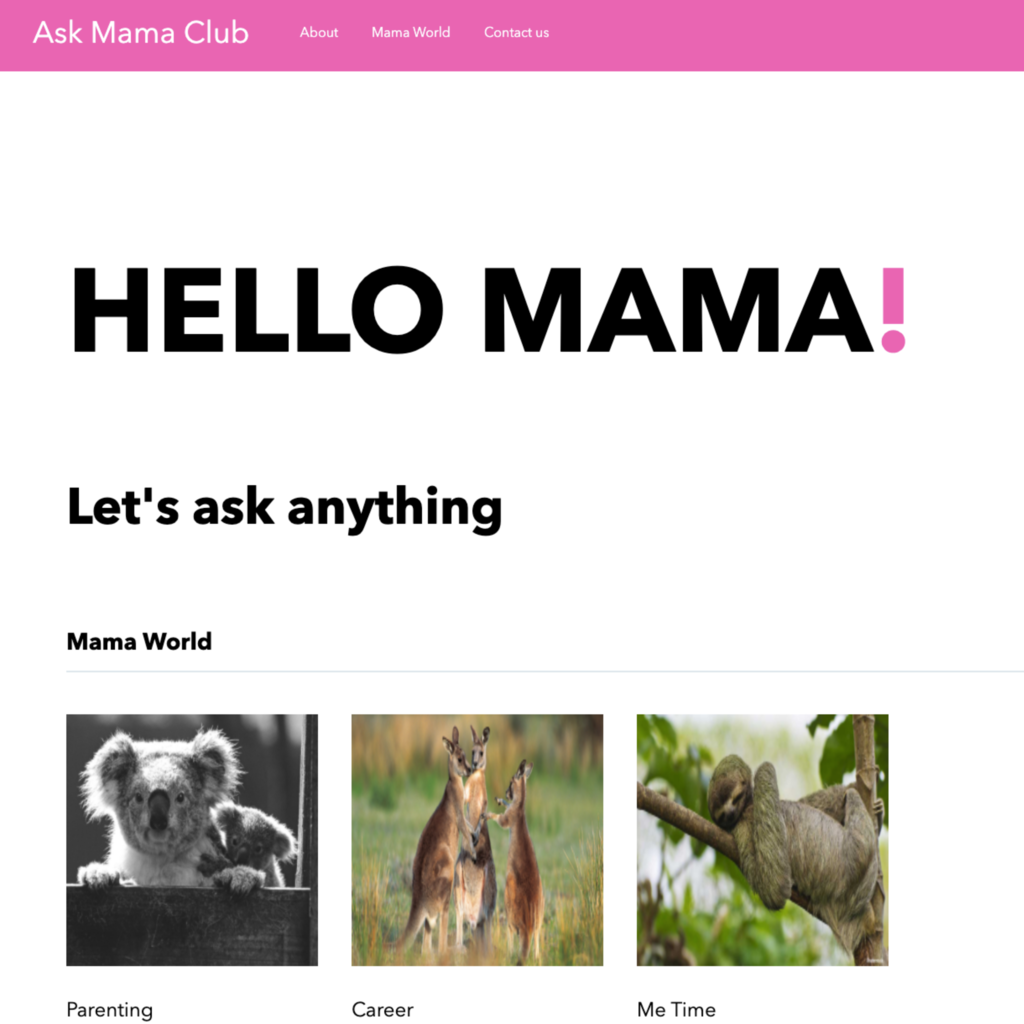 Ask Mama Club About Mama World Contact us
HELLO MAMA!
Let's ask anything
Mama World
Parenting Career Me Time